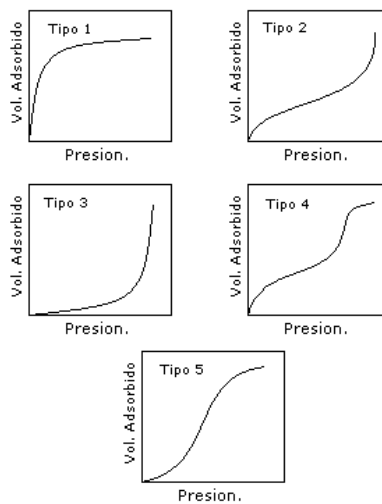 Tipo 1
Vol. Adsorbido
Presion.
Tipo 2
Vol. Adsorbido
Presion.
Tipo 3
Vol. Adsorbido
Presion.
Tipo 4
Vol. Adsorbido
Presion.
Tipo 5
Vol. Adsorbido
Presion.